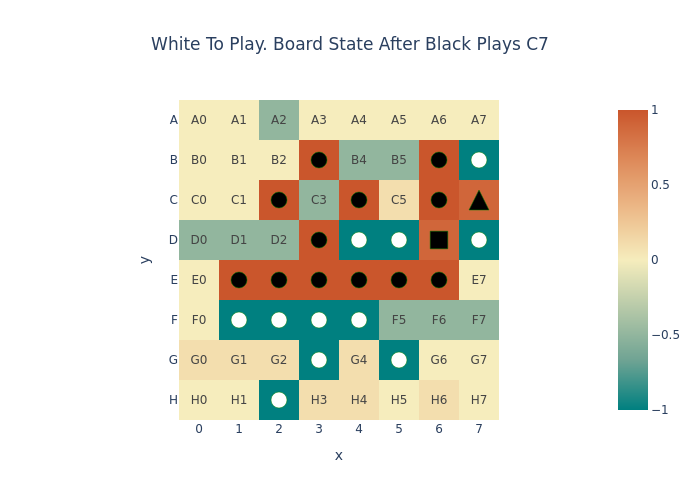 White To Play. Board State After Black Plays C7
A A0 A1 A2 A3 A4 A5 A6 A7
B B0 B1 B2 B4 B5
C C0 C1 C3 C5
D D0 D1 D2
E E0 E7
F F0 F5 F6 F7
G G0 G1 G2 G4 G6 G7
H H0 H1 H3 H4 H5 H6 H7
0 1 2 3 4 5 6 7
x
y
1
0.5
0
−0.5
−1